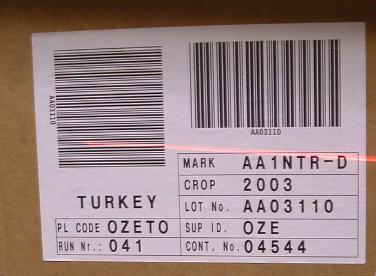 AA03110
AA03110
MARK AA1NTR-D
CROP 2003
TURKEY
LOT No. AA03110
PL CODE OZETO
SUP ID. OZE
RUN Nr.: 041
CONT. No. 04544